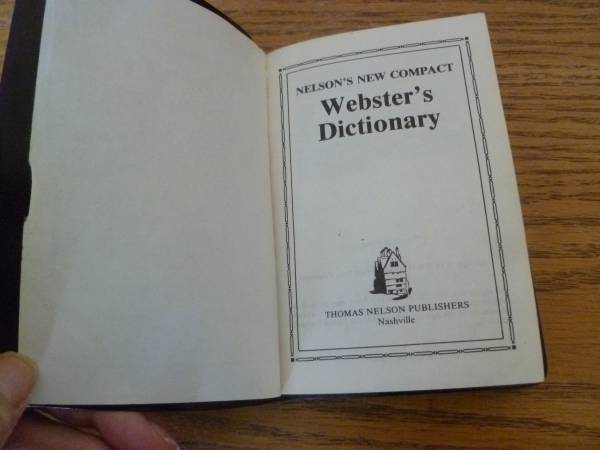 NELSON'S NEW COMPACT
Webster's
Dictionary
THOMAS NELSON PUBLISHERS
Nashville